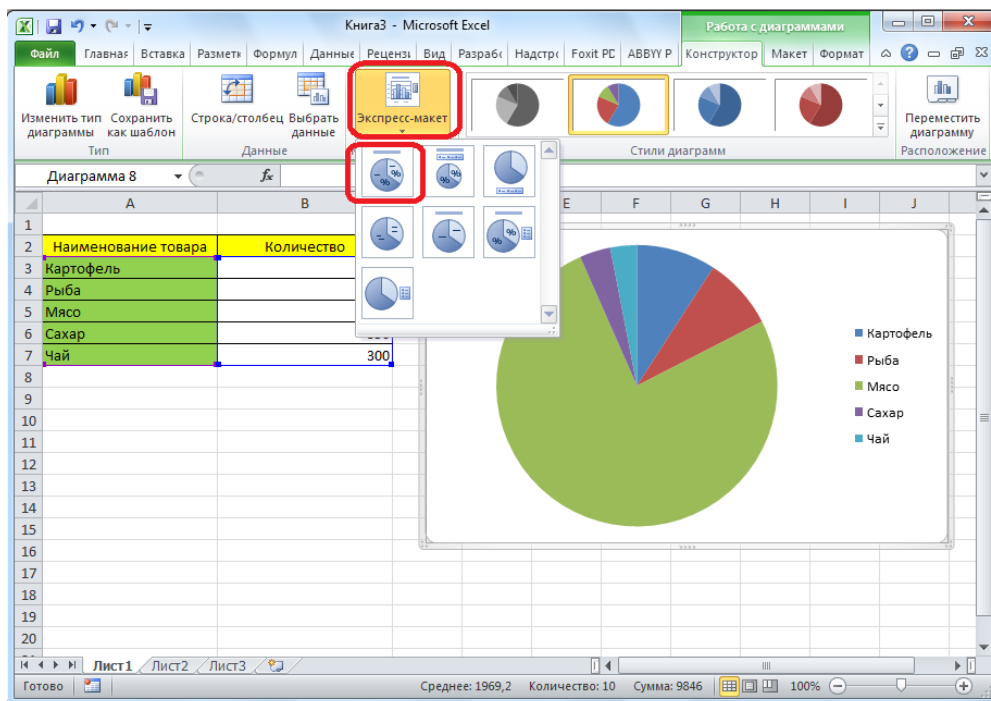 Книга3 - Microsoft Excel
Работа с диаграммами
Файл Главная Вставка Разметк Формул Данные Рецензи Вид Разрабо Надстро Foxit PD ABBYY P Конструктор Макет Формат
Изменить тип диаграммы
Сохранить как шаблон
Строка/столбец
Выбрать данные
Экспресс-макет
Переместить диаграмму
Тип Данные Стили диаграмм Расположение
Диаграмма 8 fx
A B E F G H I J
1
2 Наименование товара Количество
3 Картофель
4 Рыба
5 Мясо
6 Сахар
7 Чай 300
8
9
10
11
12
13
14
15
16
17
18
19
20
Картофель
Рыба
Мясо
Сахар
Чай
Лист1 Лист2 Лист3
Готово Среднее: 1969,2 Количество: 10 Сумма: 9846 100%